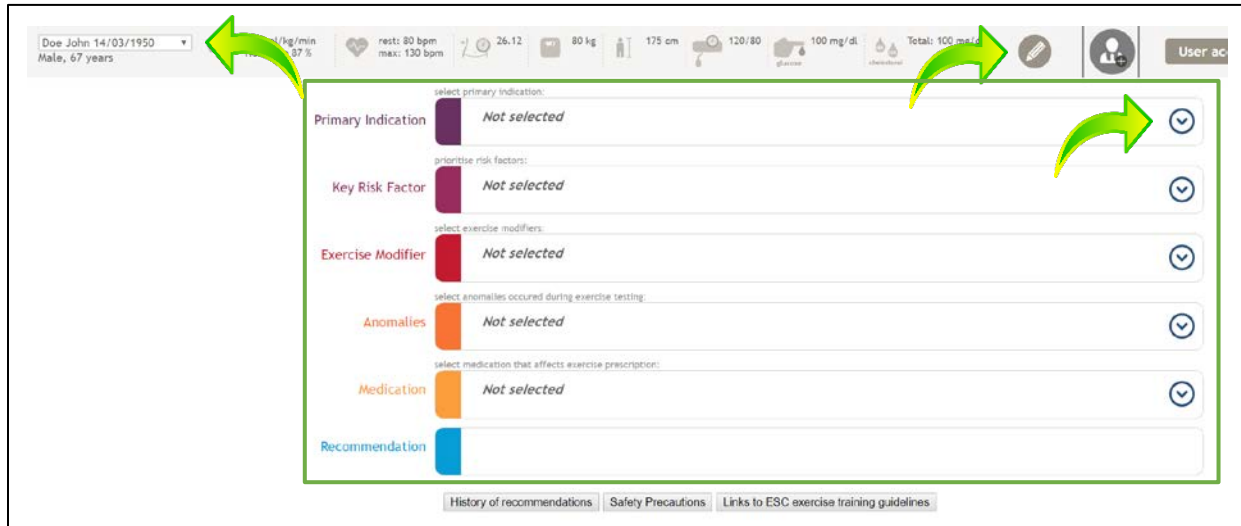 Doe John 14/03/1950
Male, 67 years
/kg/min
87 %
rest: 80 bpm
max: 130 bpm
26.12
80 kg
175 cm
120/80
100 mg/dl
glucose
Total: 100 mg/
cholesterol
User ac
select primary indication:
Primary Indication
Not selected
prioritise risk factors:
Key Risk Factor
Not selected
select exercise modifiers:
Exercise Modifier
Not selected
select anomalies occured during exercise testing:
Anomalies
Not selected
select medication that affects exercise prescription:
Medication
Not selected
Recommendation
History of recommendations
Safety Precautions
Links to ESC exercise training guidelines